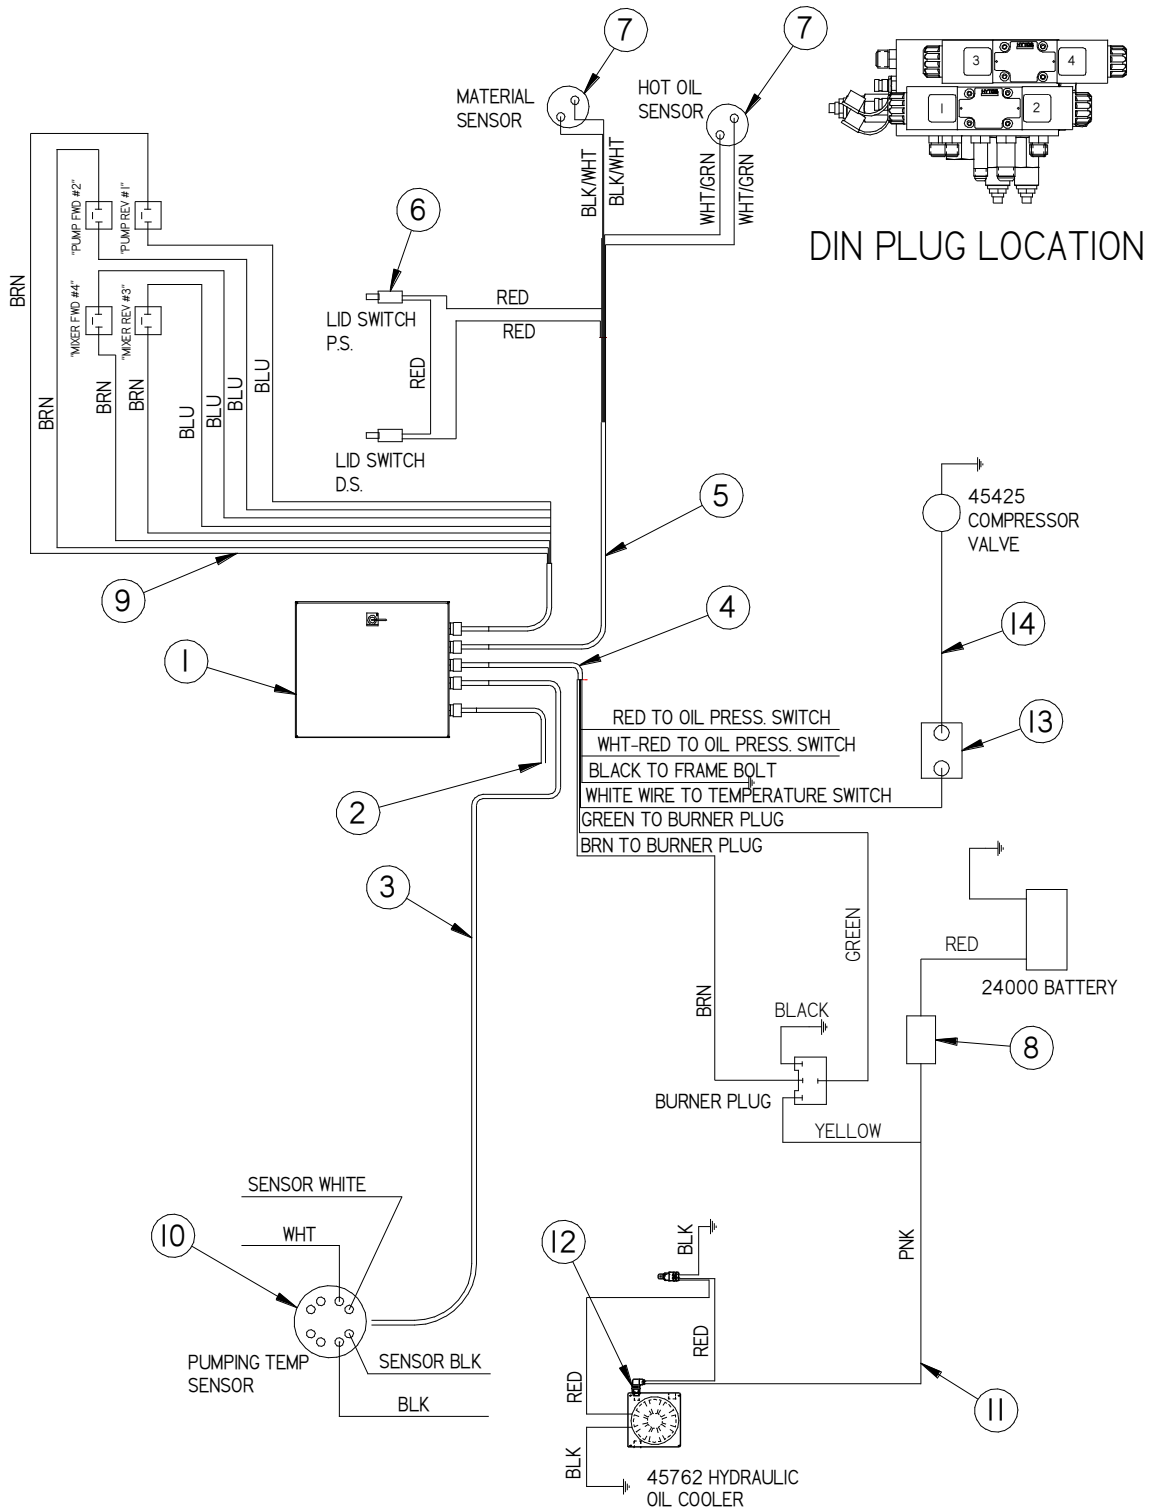 7
7
MATERIAL
SENSOR
HOT OIL
SENSOR
3
4
1
2
DIN PLUG LOCATION
BLK/WHT
BLK/WHT
WHT/GRN
WHT/GRN
"PUMP FWD #2"
"PUMP REV #1"
"MIXER FWD #4"
"MIXER REV #3"
6
RED
RED
RED
LID SWITCH
P.S.
LID SWITCH
D.S.
BRN
BRN
BRN
BRN
BLU
BLU
BLU
BLU
5
45425
COMPRESSOR
VALVE
9
4
14
1
13
RED TO OIL PRESS. SWITCH
WHT-RED TO OIL PRESS. SWITCH
BLACK TO FRAME BOLT
WHITE WIRE TO TEMPERATURE SWITCH
GREEN TO BURNER PLUG
BRN TO BURNER PLUG
2
3
GREEN
RED
24000 BATTERY
BRN
BLACK
8
BURNER PLUG
YELLOW
SENSOR WHITE
WHT
10
PUMPING TEMP
SENSOR
SENSOR BLK
BLK
12
BLK
PNK
RED
RED
11
BLK
45762 HYDRAULIC
OIL COOLER